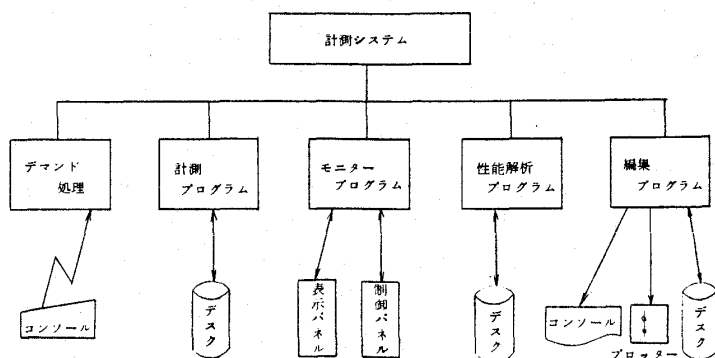 計測システム
デマンド
処理
計測
プログラム
モニター
プログラム
性能解析
プログラム
編集
プログラム
コンソール
デスク
表示パネル
制御パネル
デスク
コンソール
プロッター
デスク